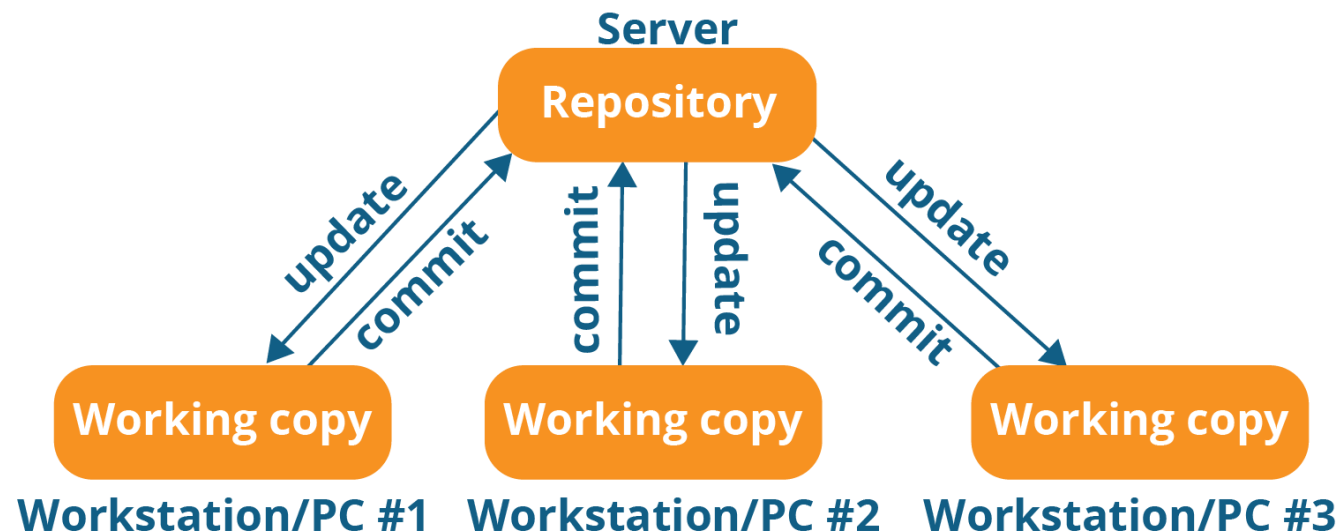 Server
Repository
update
commit
commit
update
update
commit
Working copy
Working copy
Working copy
Workstation/PC #1
Workstation/PC #2
Workstation/PC #3